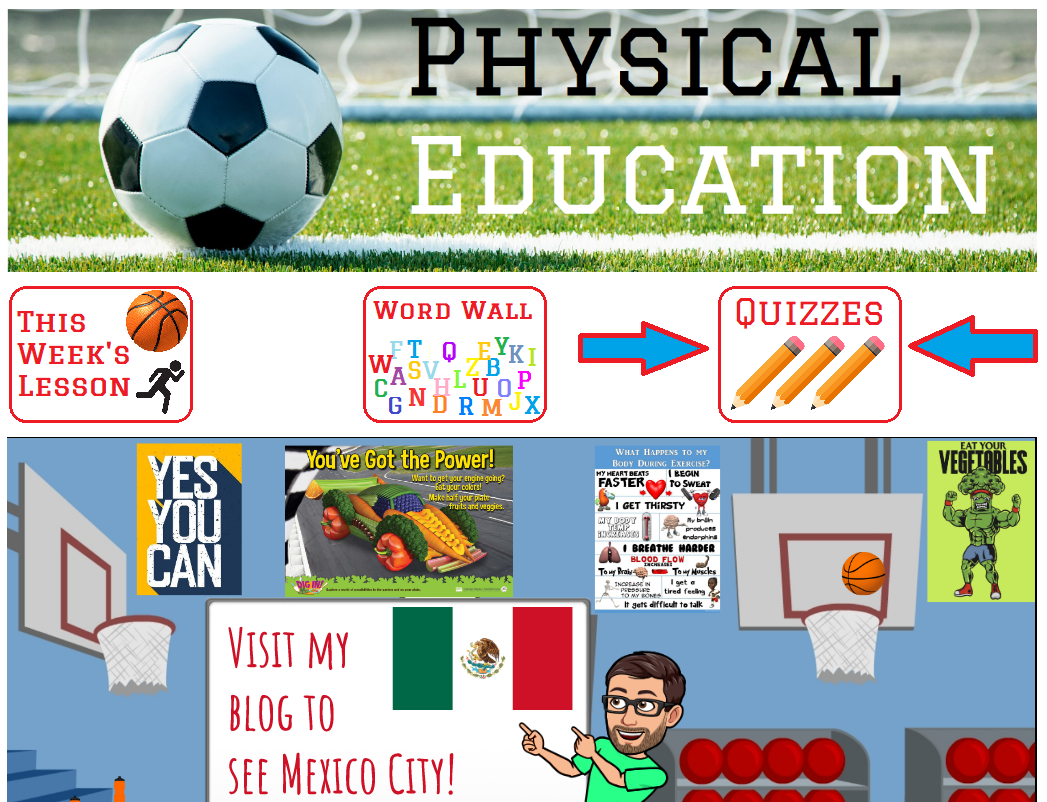 Physical
Education
This
Week's
Lesson
Word Wall
Quizzes
YES
YOU
CAN
You've Got the Power!
Want to get your engine going?
Eat your colors!
Make half your plate
fruits and veggies.
DIG IN!
What Happens to my
Body During Exercise?
MY HEART BEATS
FASTER
I BEGIN
TO SWEAT
I GET THIRSTY
MY BODY
TEMP
INCREASES
My brain
produces
endorphins
I BREATHE HARDER
BLOOD FLOW
INCREASES
To my Brain
To my Muscles
INCREASE IN
PRESSURE
TO MY BONES
I get a
tired feeling
It gets difficult to talk
EAT YOUR
VEGETABLES
Visit my
blog to
see Mexico City!